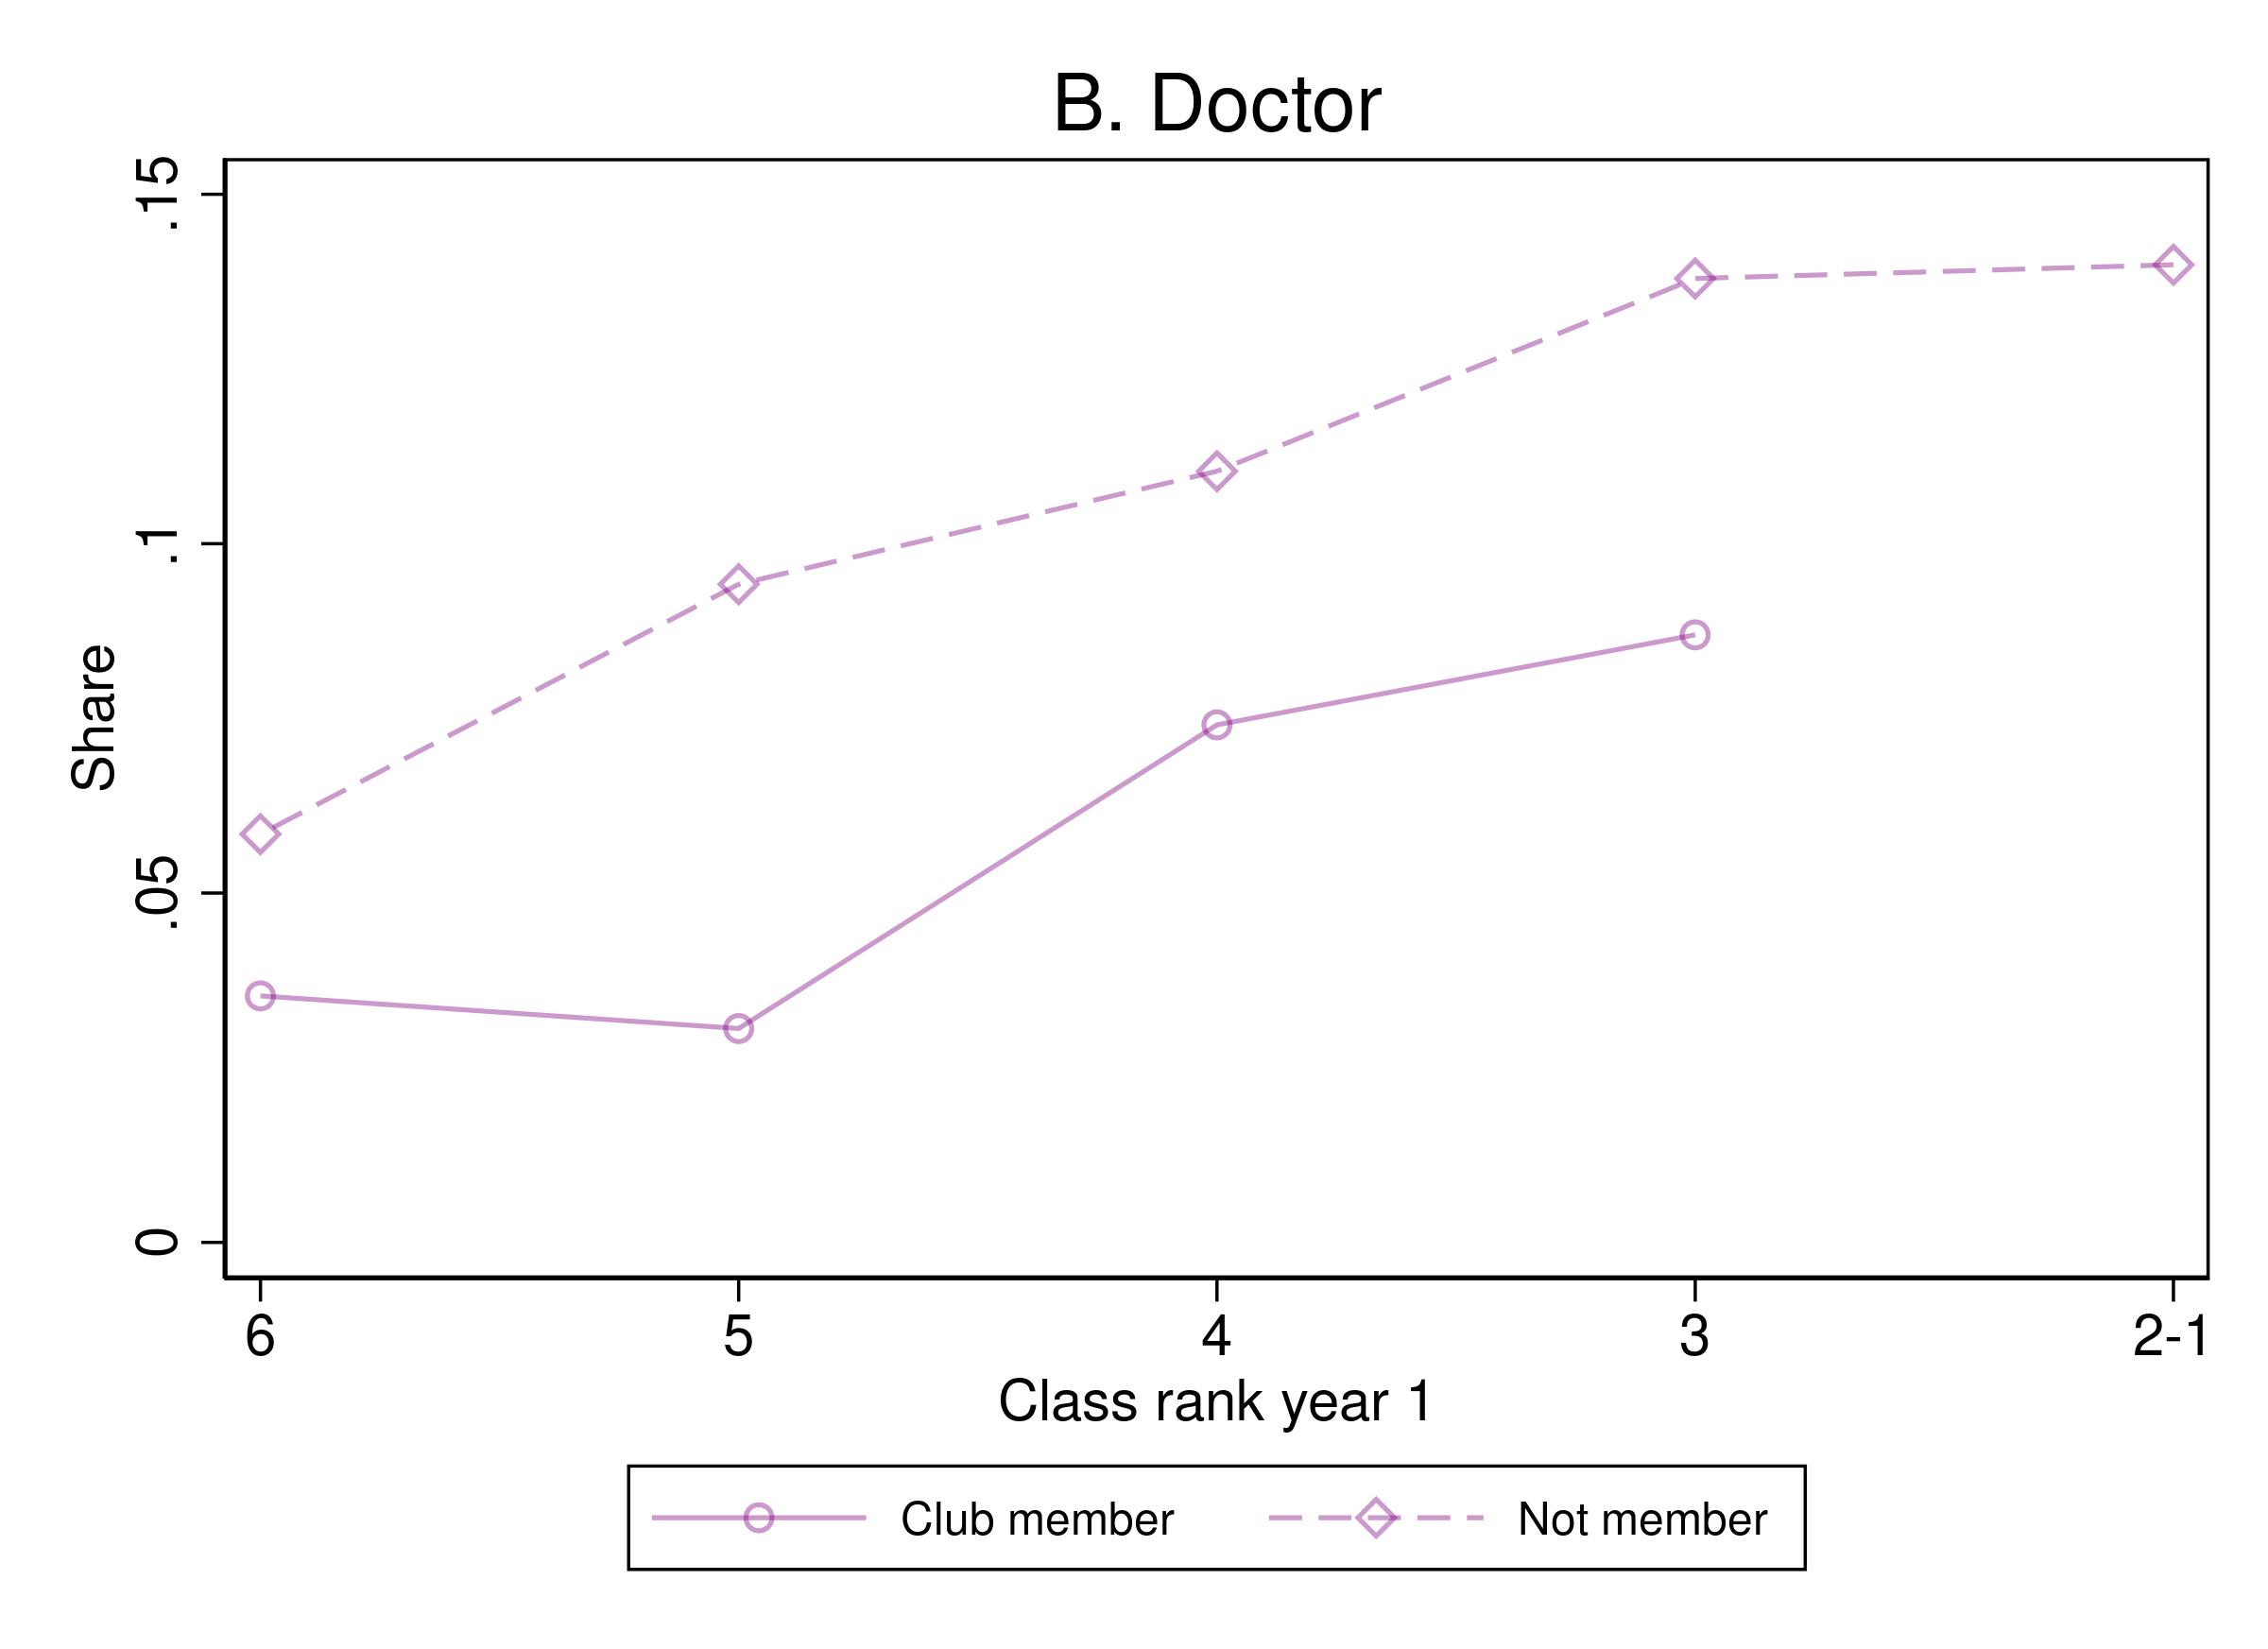 B. Doctor
.15
.1
.05
0
Share
6 5 4 3 2-1
Class rank year 1
Club member Not member